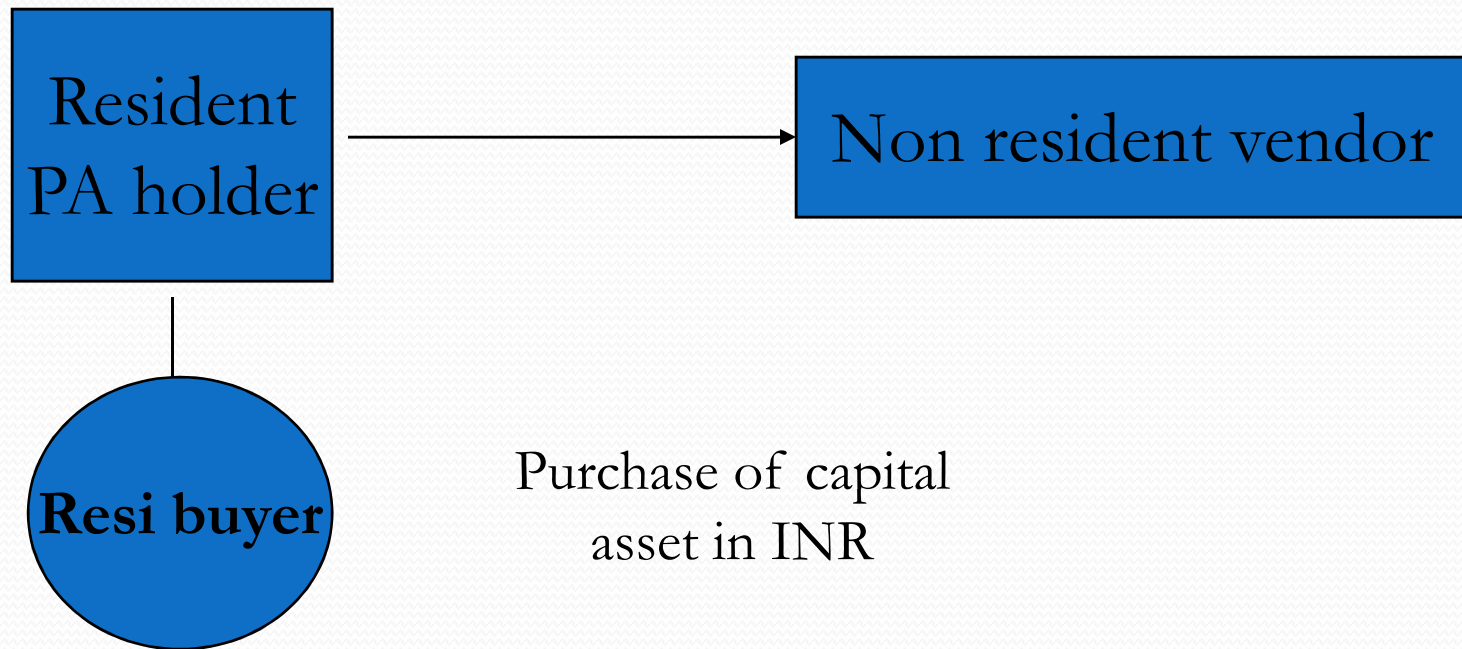 Resident
PA holder
Non resident vendor
Resi buyer
Purchase of capital
asset in INR